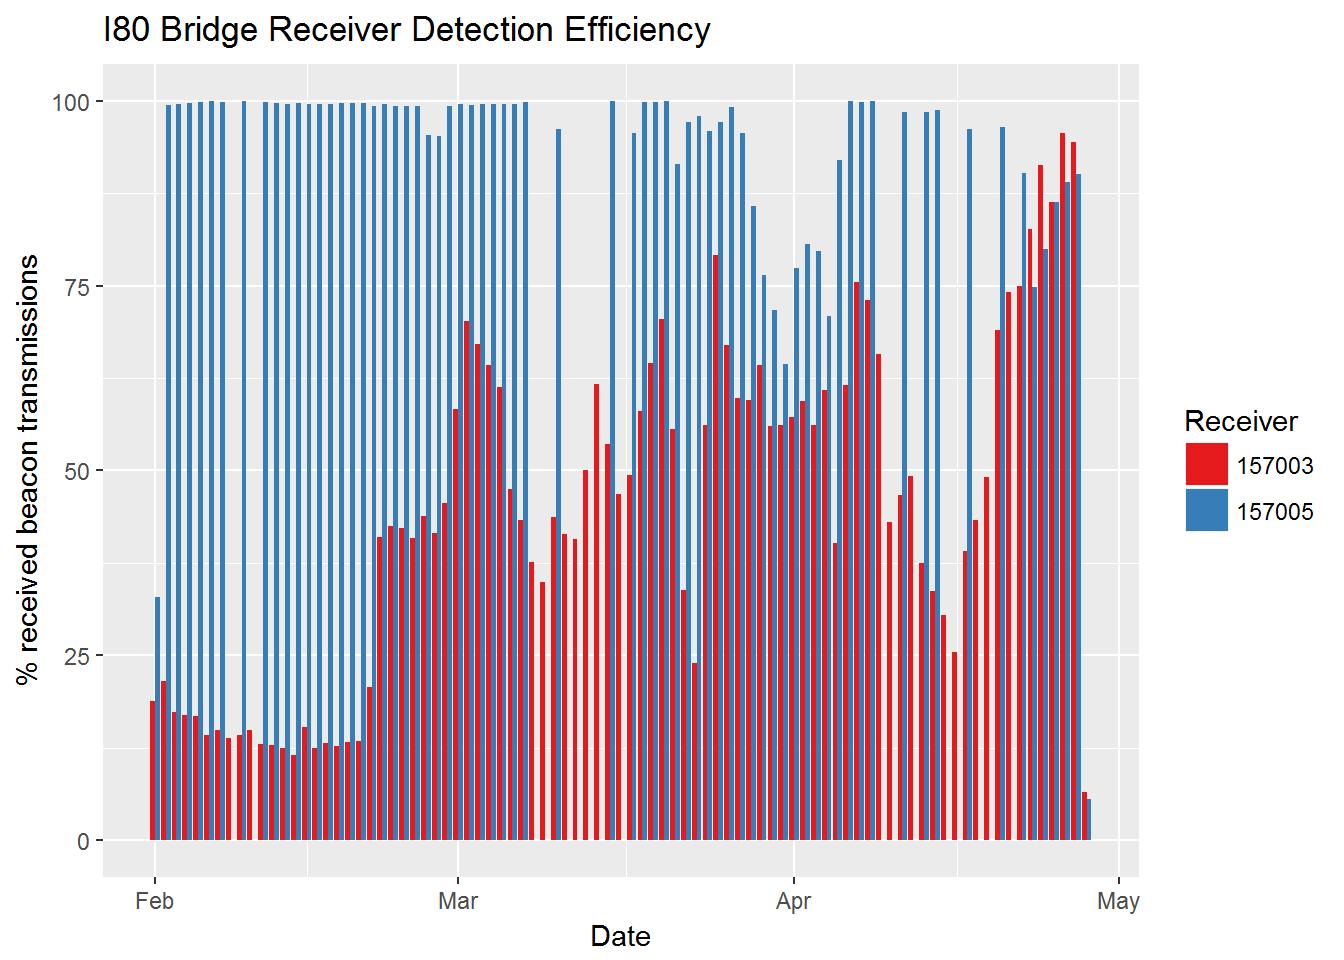 I80 Bridge Receiver Detection Efficiency
% received beacon transmissions
100
75
50
25
0
Feb
Mar
Apr
May
Date
Receiver
157003
157005